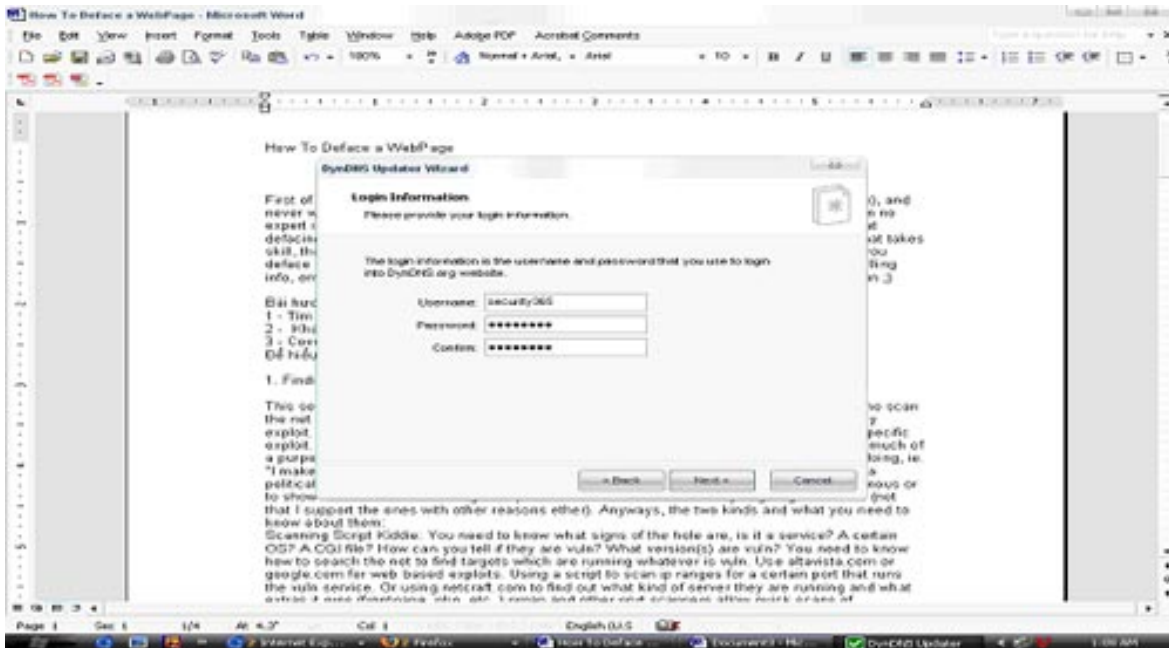 How To Deface a WebPage - Microsoft Word
File Edit View Insert Format Tools Table Window Help Adobe PDF Acrobat Comments
100% Normal + Arial, Arial 10 B I U
How To Deface a WebPage
DynDNS Updater Wizard
Login Information
Please provide your login information.
First of
), and
never w
no
expert
defacin
at takes
skill, th
you
deface
info,
The login information is the username and password that you use to login
into DynDNS.org website.
Username: security365
Password: ********
Confirm: ********
1 - Tìm
2 -
3 -
1. Findi
This se
ho scan
the net
exploit
pecific
exploit.
much of
a purpo
doing, ie.
"I make
a
political
mous or
to show
(not
< Back Next > Cancel
that I support the ones with other reasons ether). Anyways, the two kinds and what you need to
know about them:
Scanning Script Kiddie: You need to know what signs of the hole are, is it a service? A certain
OS? A CGI file? How can you tell if they are vuln? What version(s) are vuln? You need to know
how to search the net to find targets which are running whatever is vuln. Use altavista.com or
google.com for web based exploits. Using a script to scan ip ranges for a certain port that runs
the vuln service. Or using netcraft.com to find out what kind of server they are running and what
Page 1 Sec 1 1/4 At 4.3" Col 1 English (U.S
2 Internet Exp... 2 Firefox How To Deface ... Document3 - Mic... DynDNS Updater 1:00 AM